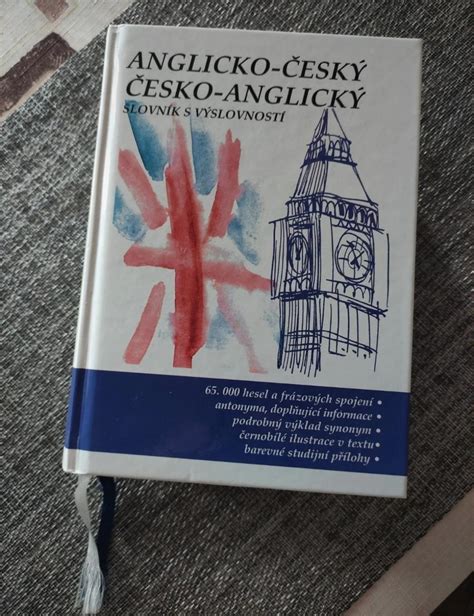 ANGLICKO-ČESKÝ
ČESKO-ANGLICKÝ
SLOVNÍK S VÝSLOVNOSTÍ
65. 000 hesel a frázových spojení •
antonyma, doplňující informace •
podrobný výklad synonym •
černobílé ilustrace v textu •
barevné studijní přílohy •